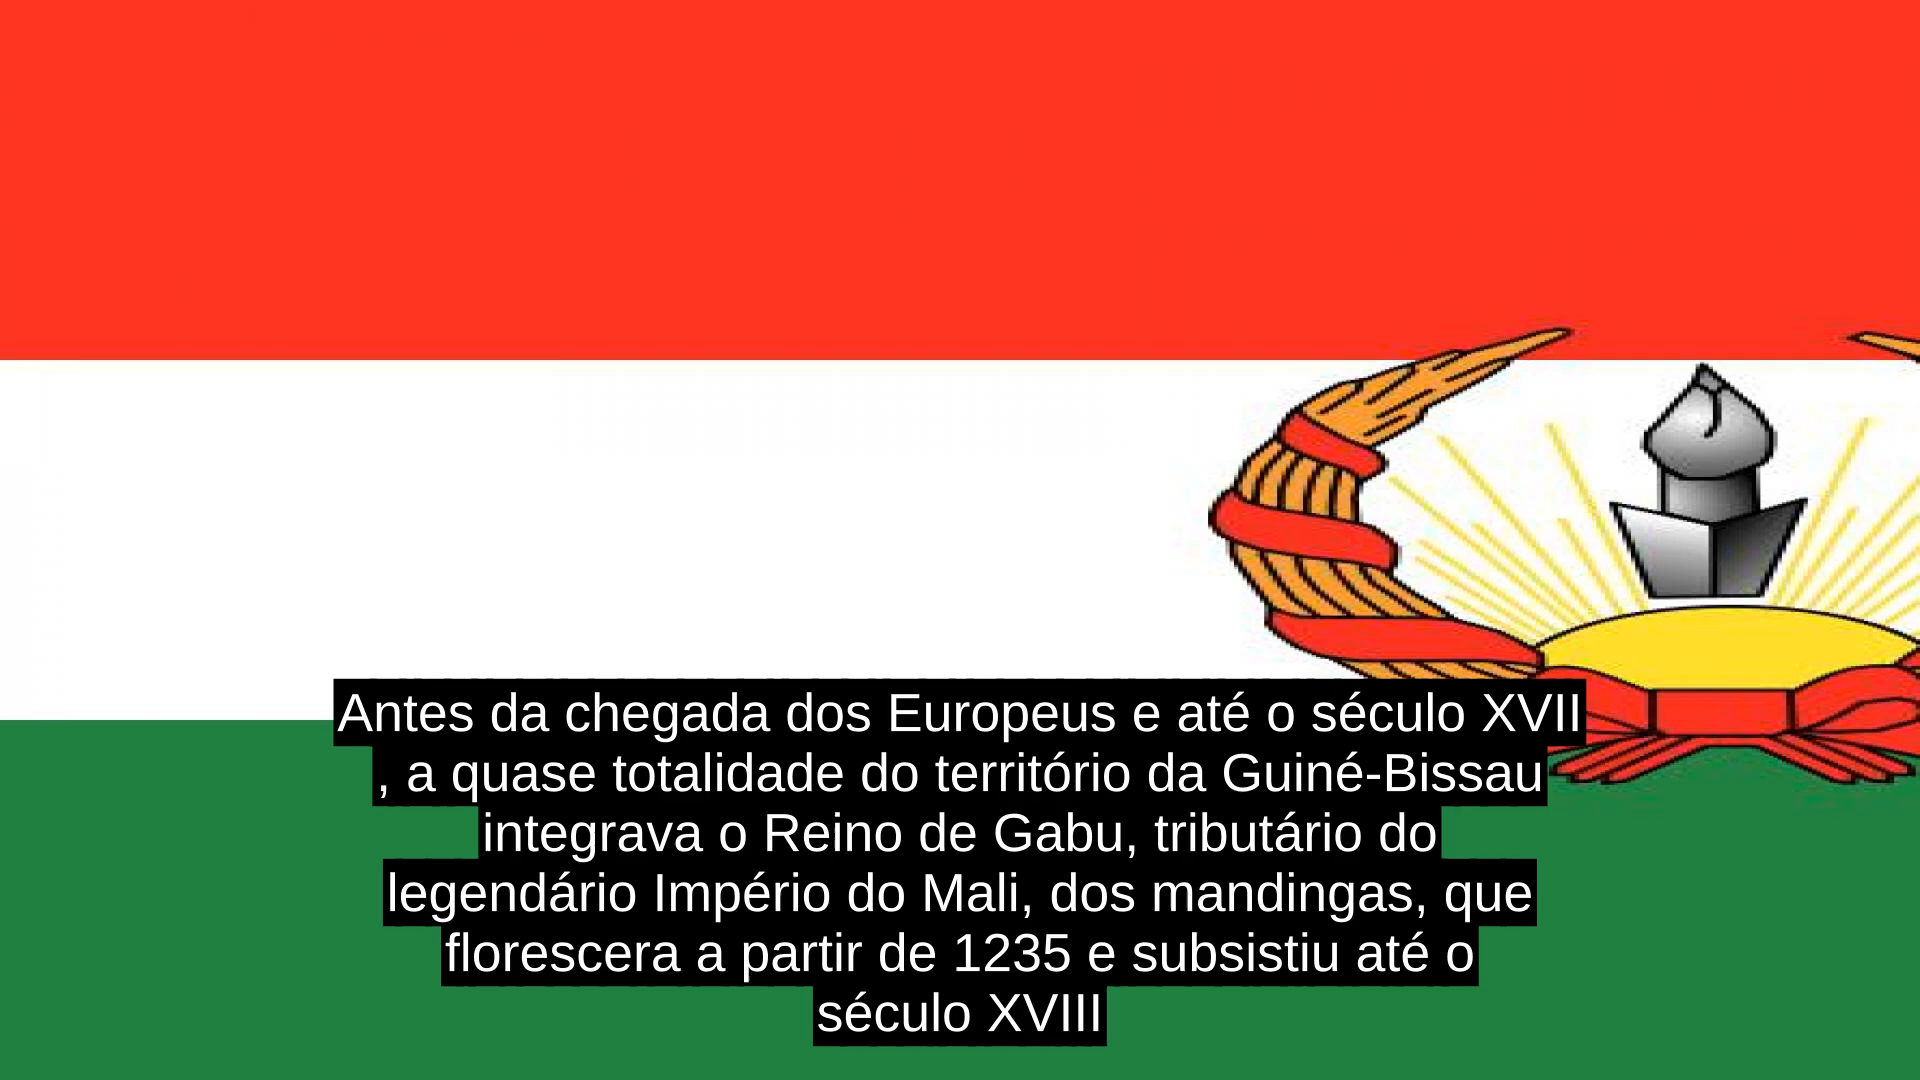 Antes da chegada dos Europeus e até o século XVII
, a quase totalidade do território da Guiné-Bissau
integrava o Reino de Gabu, tributário do
legendário Império do Mali, dos mandingas, que
florescera a partir de 1235 e subsistiu até o
século XVIII